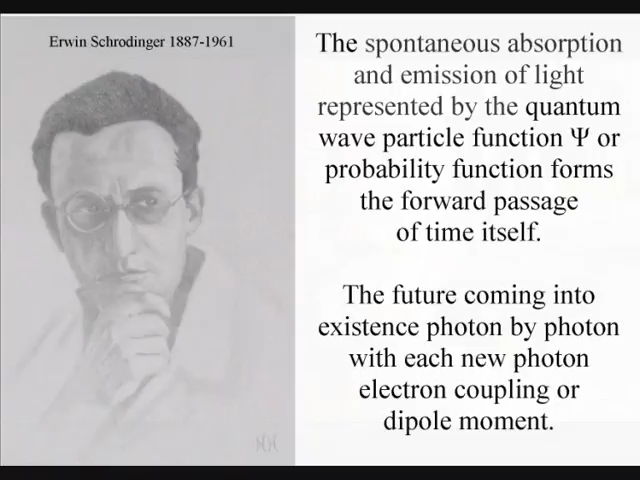 Erwin Schrodinger 1887-1961
The spontaneous absorption
and emission of light
represented by the quantum
wave particle function Ψ or
probability function forms
the forward passage
of time itself.
The future coming into
existence photon by photon
with each new photon
electron coupling or
dipole moment.